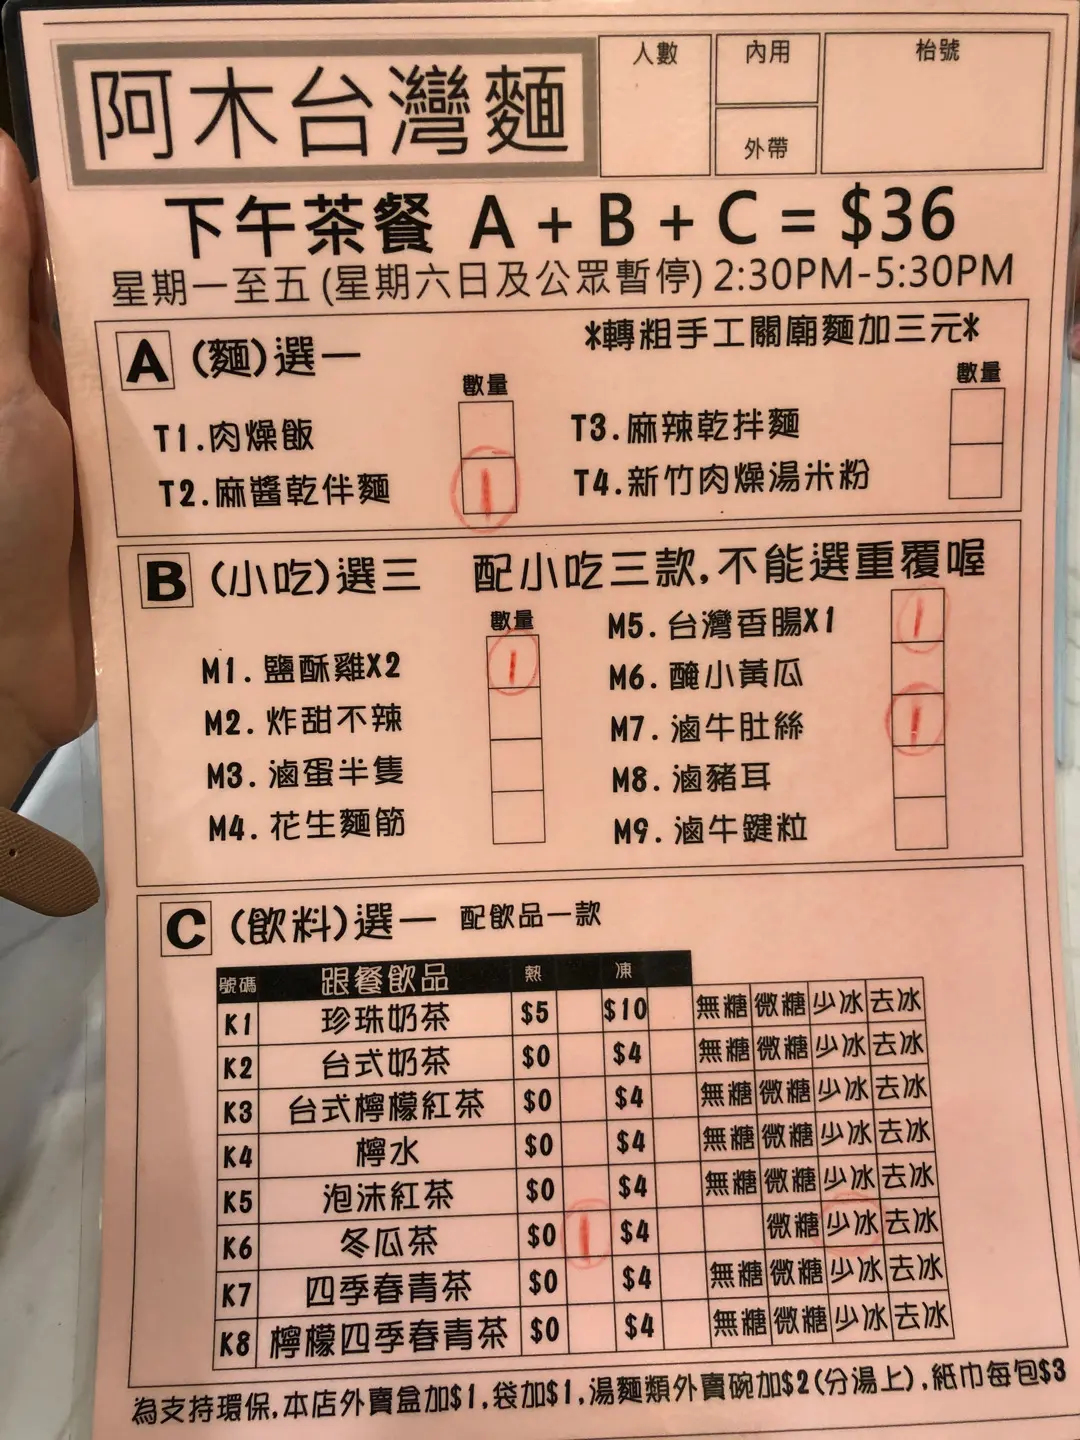 阿木台灣麵
人數
內用
外帶
枱號
下午茶餐 A + B + C = $36
星期一至五 (星期六日及公眾暫停) 2:30PM-5:30PM
A (麵)選一
*轉粗手工關廟麵加三元*
數量
數量
T1.肉燥飯
T2.麻醬乾伴麵 1
T3.麻辣乾拌麵
T4.新竹肉燥湯米粉
B (小吃)選三 配小吃三款,不能選重覆喔
數量
M1. 鹽酥雞X2 1
M2. 炸甜不辣
M3. 滷蛋半隻
M4. 花生麵筋
M5. 台灣香腸X1 1
M6. 醃小黃瓜
M7. 滷牛肚絲 1
M8. 滷豬耳
M9. 滷牛腱粒
C (飲料)選一 配飲品一款
號碼 跟餐飲品 熱 凍
K1 珍珠奶茶 $5 $10 無糖 微糖 少冰 去冰
K2 台式奶茶 $0 $4 無糖 微糖 少冰 去冰
K3 台式檸檬紅茶 $0 $4 無糖 微糖 少冰 去冰
K4 檸水 $0 $4 無糖 微糖 少冰 去冰
K5 泡沫紅茶 $0 $4 無糖 微糖 少冰 去冰
K6 冬瓜茶 $0 1 $4 微糖 少冰 去冰
K7 四季春青茶 $0 $4 無糖 微糖 少冰 去冰
K8 檸檬四季春青茶 $0 $4 無糖 微糖 少冰 去冰
為支持環保,本店外賣盒加$1,袋加$1,湯麵類外賣碗加$2(分湯上),紙巾每包$3